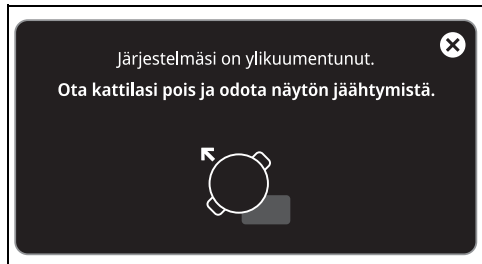 Järjestelmäsi on ylikuumentunut.
Ota kattilasi pois ja odota näytön jäähtymistä.